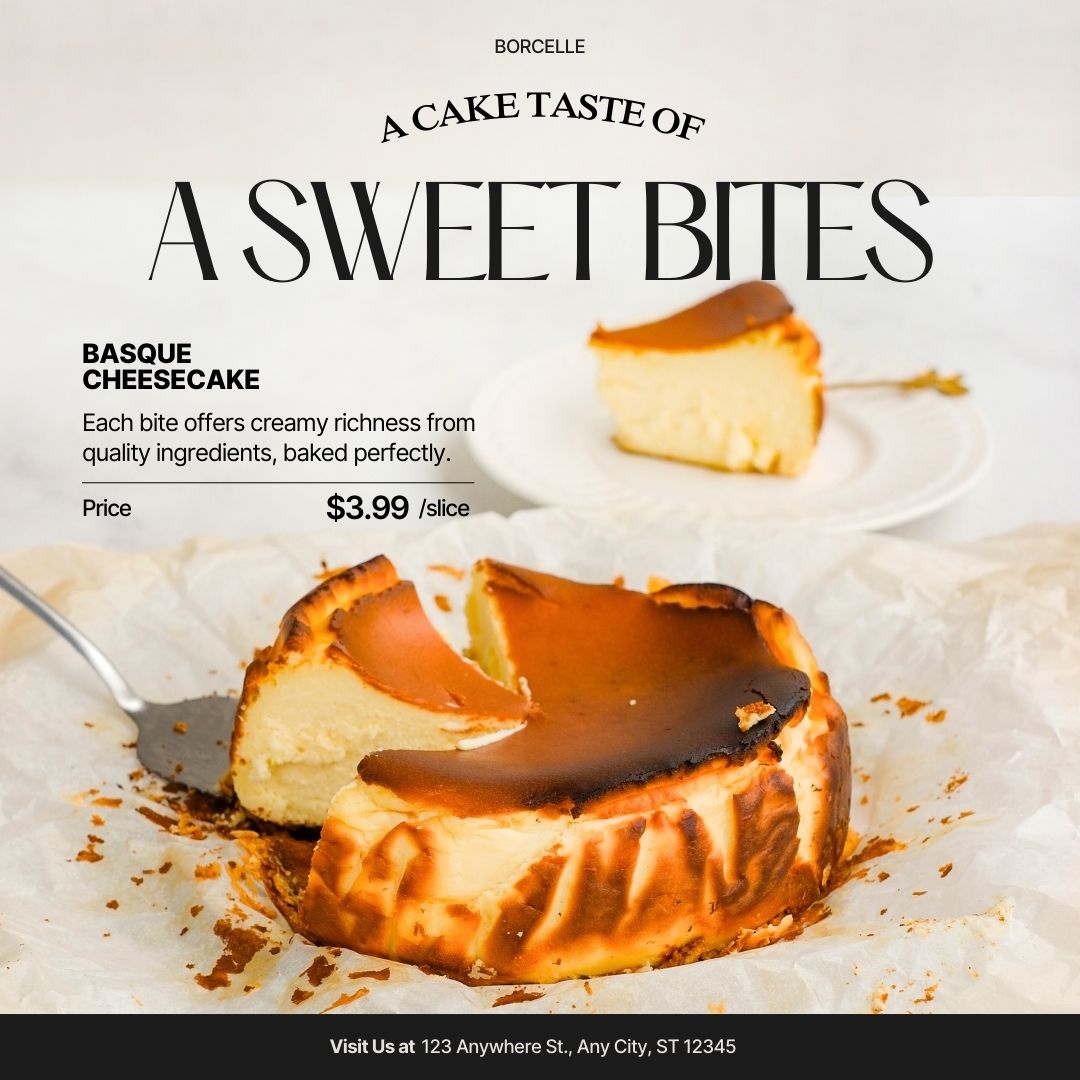 BORCELLE
A CAKE TASTE OF
A SWEET BITES
BASQUE
CHEESECAKE
Each bite offers creamy richness from
quality ingredients, baked perfectly.
Price $3.99 /slice
Visit Us at 123 Anywhere St., Any City, ST 12345